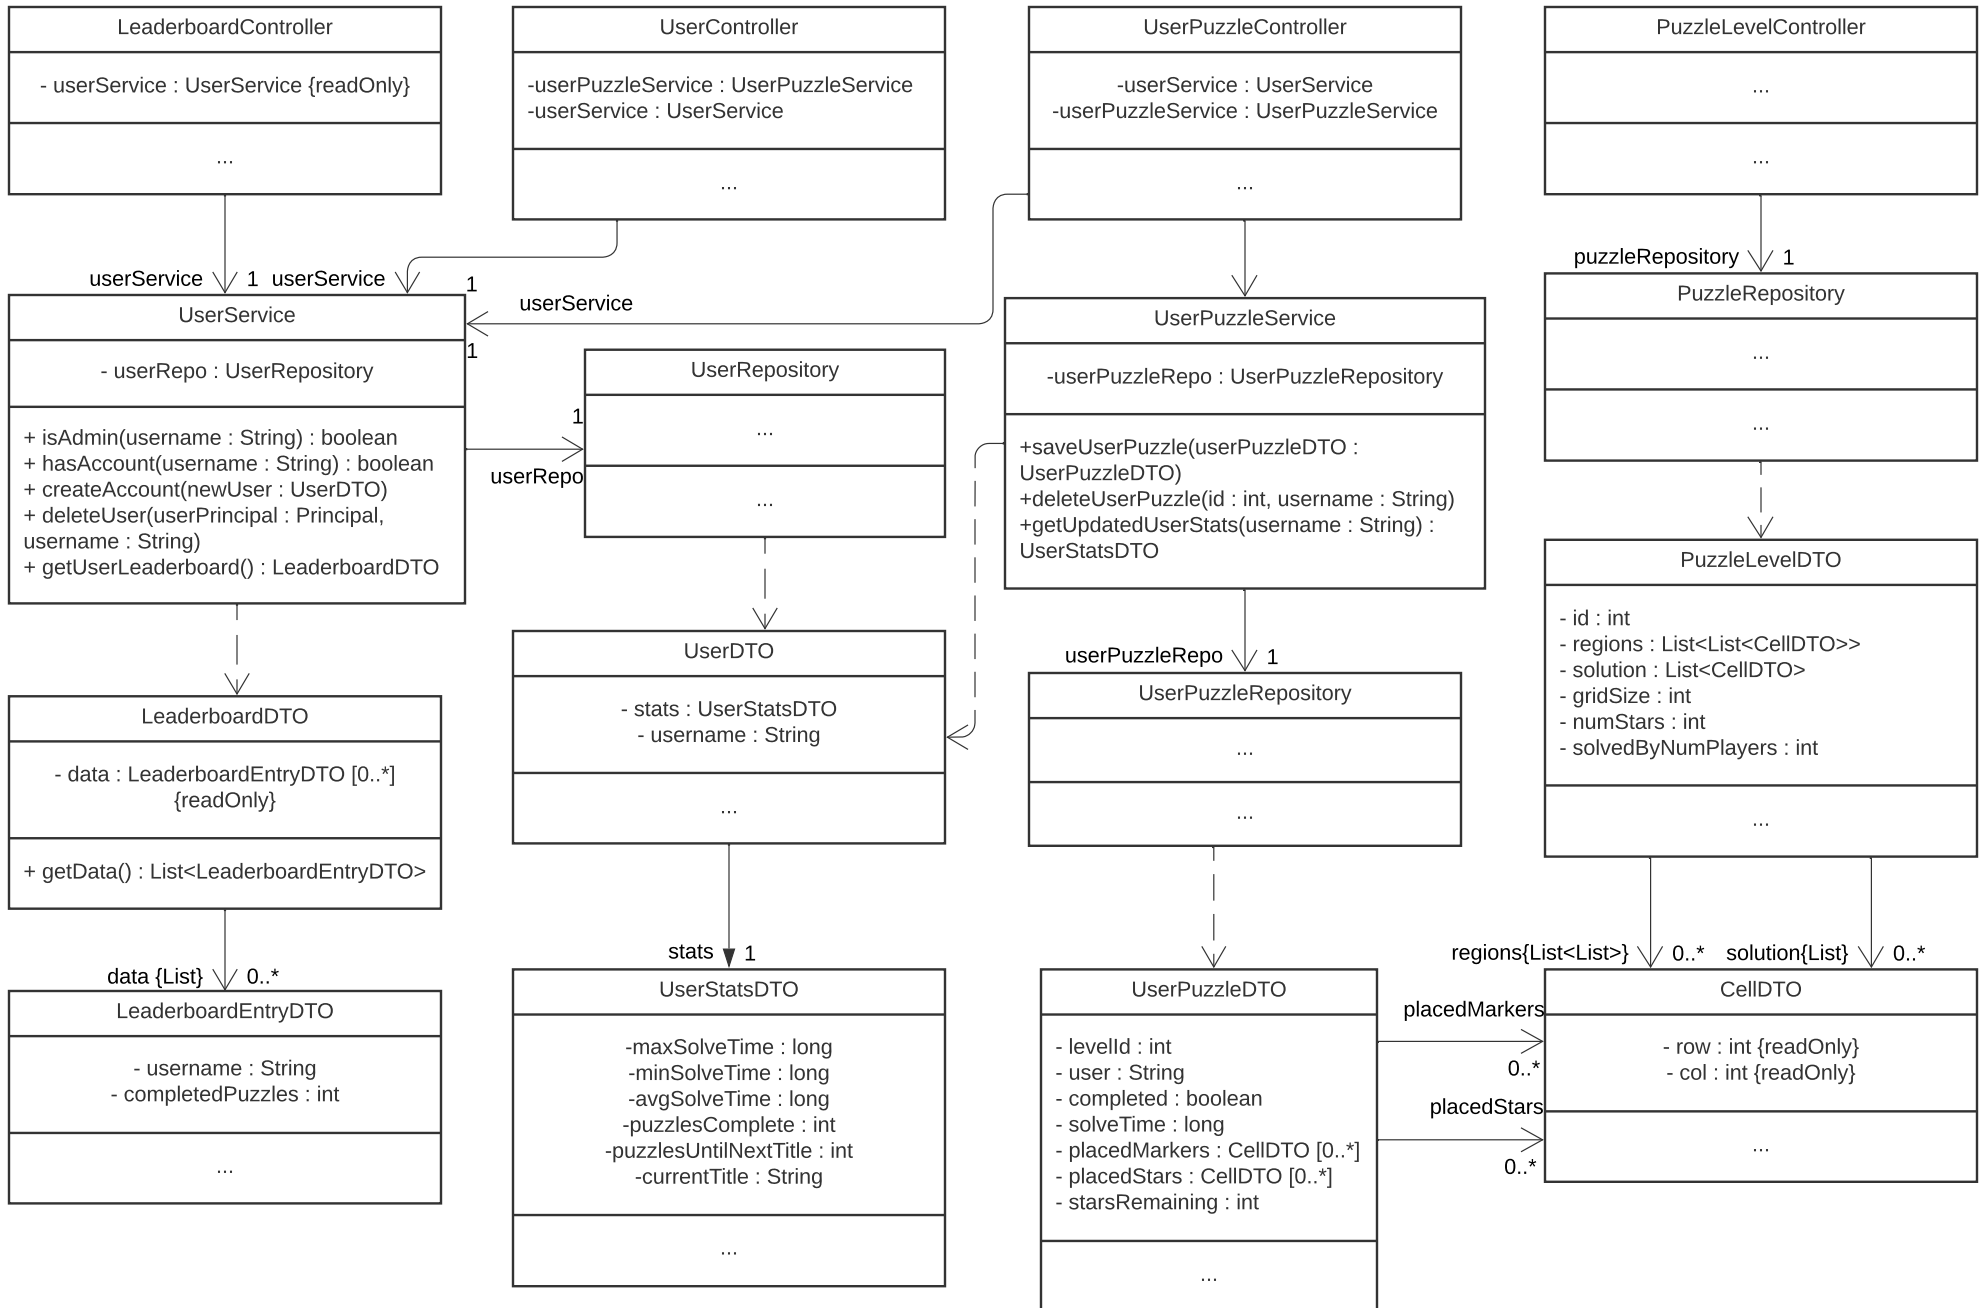 LeaderboardController
- userService : UserService {readOnly}
...
UserController
-userPuzzleService : UserPuzzleService
-userService : UserService
...
UserPuzzleController
-userService : UserService
-userPuzzleService : UserPuzzleService
...
PuzzleLevelController
...
...
userService
1
userService
1
userService
1
puzzleRepository
1
UserService
- userRepo : UserRepository
+ isAdmin(username : String) : boolean
+ hasAccount(username : String) : boolean
+ createAccount(newUser : UserDTO)
+ deleteUser(userPrincipal : Principal,
username : String)
+ getUserLeaderboard() : LeaderboardDTO
1
userRepo
UserRepository
...
...
UserPuzzleService
-userPuzzleRepo : UserPuzzleRepository
+saveUserPuzzle(userPuzzleDTO :
UserPuzzleDTO)
+deleteUserPuzzle(id : int, username : String)
+getUpdatedUserStats(username : String) :
UserStatsDTO
PuzzleRepository
...
...
LeaderboardDTO
- data : LeaderboardEntryDTO [0..*]
{readOnly}
+ getData() : List<LeaderboardEntryDTO>
UserDTO
- stats : UserStatsDTO
- username : String
...
userPuzzleRepo
1
UserPuzzleRepository
...
...
PuzzleLevelDTO
- id : int
- regions : List<List<CellDTO>>
- solution : List<CellDTO>
- gridSize : int
- numStars : int
- solvedByNumPlayers : int
...
data {List}
0..*
stats
1
regions{List<List>}
0..*
solution{List}
0..*
LeaderboardEntryDTO
- username : String
- completedPuzzles : int
...
UserStatsDTO
-maxSolveTime : long
-minSolveTime : long
-avgSolveTime : long
-puzzlesComplete : int
-puzzlesUntilNextTitle : int
-currentTitle : String
...
UserPuzzleDTO
- levelId : int
- user : String
- completed : boolean
- solveTime : long
- placedMarkers : CellDTO [0..*]
- placedStars : CellDTO [0..*]
- starsRemaining : int
...
placedMarkers
0..*
placedStars
0..*
CellDTO
- row : int {readOnly}
- col : int {readOnly}
...